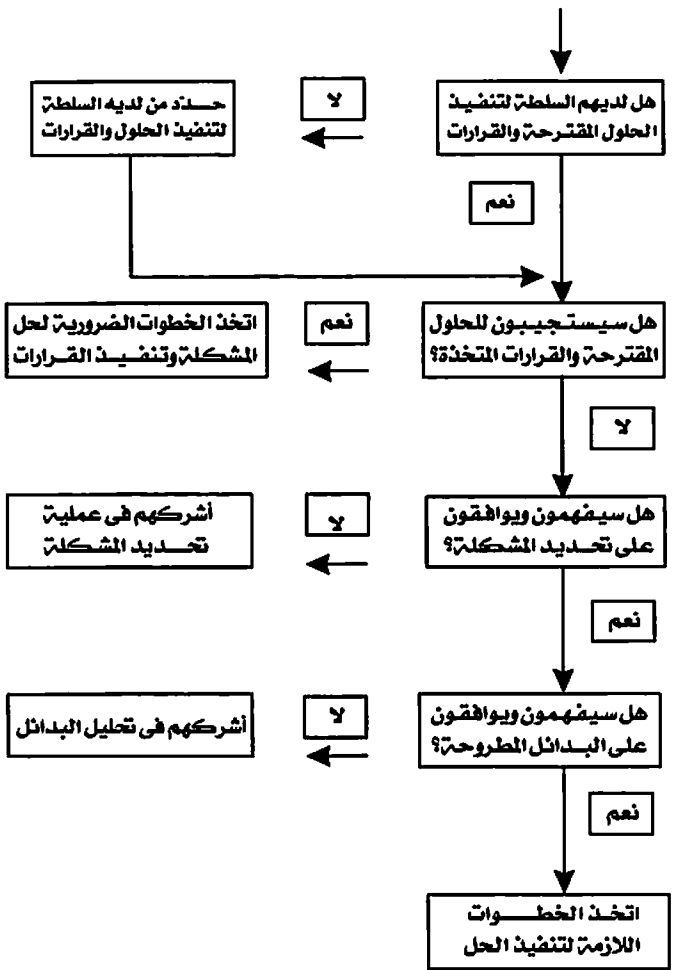 هل لديهم السلطة لتنفيذ
الحلول المقترحة والقرارات
لا
حدد من لديه السلطة
لتنفيذ الحلول والقرارات
نعم
هل سيستجيبون للحلول
المقترحة والقرارات المتخذة؟
نعم
اتخذ الخطوات الضرورية لحل
المشكلة وتنفيذ القرارات
لا
هل سيفهمون ويوافقون
على تحديد المشكلة؟
لا
أشركهم فى عملية
تحديد المشكلة
نعم
هل سيفهمون ويوافقون
على البدائل المطروحة؟
لا
أشركهم فى تحليل البدائل
نعم
اتخذ الخطوات
اللازمة لتنفيذ الحل